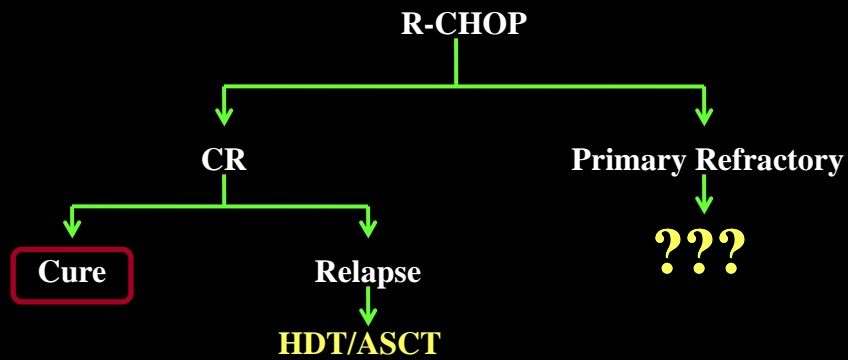 R-CHOP
CR
Primary Refractory
???
Cure
Relapse
HDT/ASCT